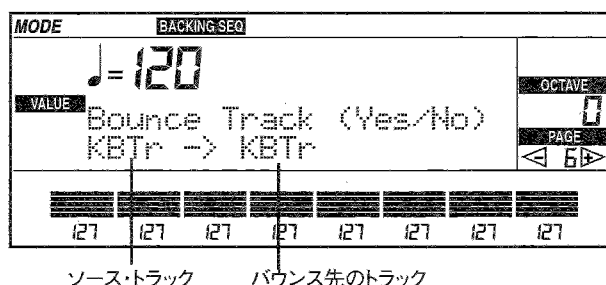 MODE BACKING SEQ
♩=120
OCTAVE
0
VALUE
Bounce Track (Yes/No)
KBTr -> KBTr
PAGE
- 6 +
127 127 127 127 127 127 127 127
ソース・トラック バウンス先のトラック